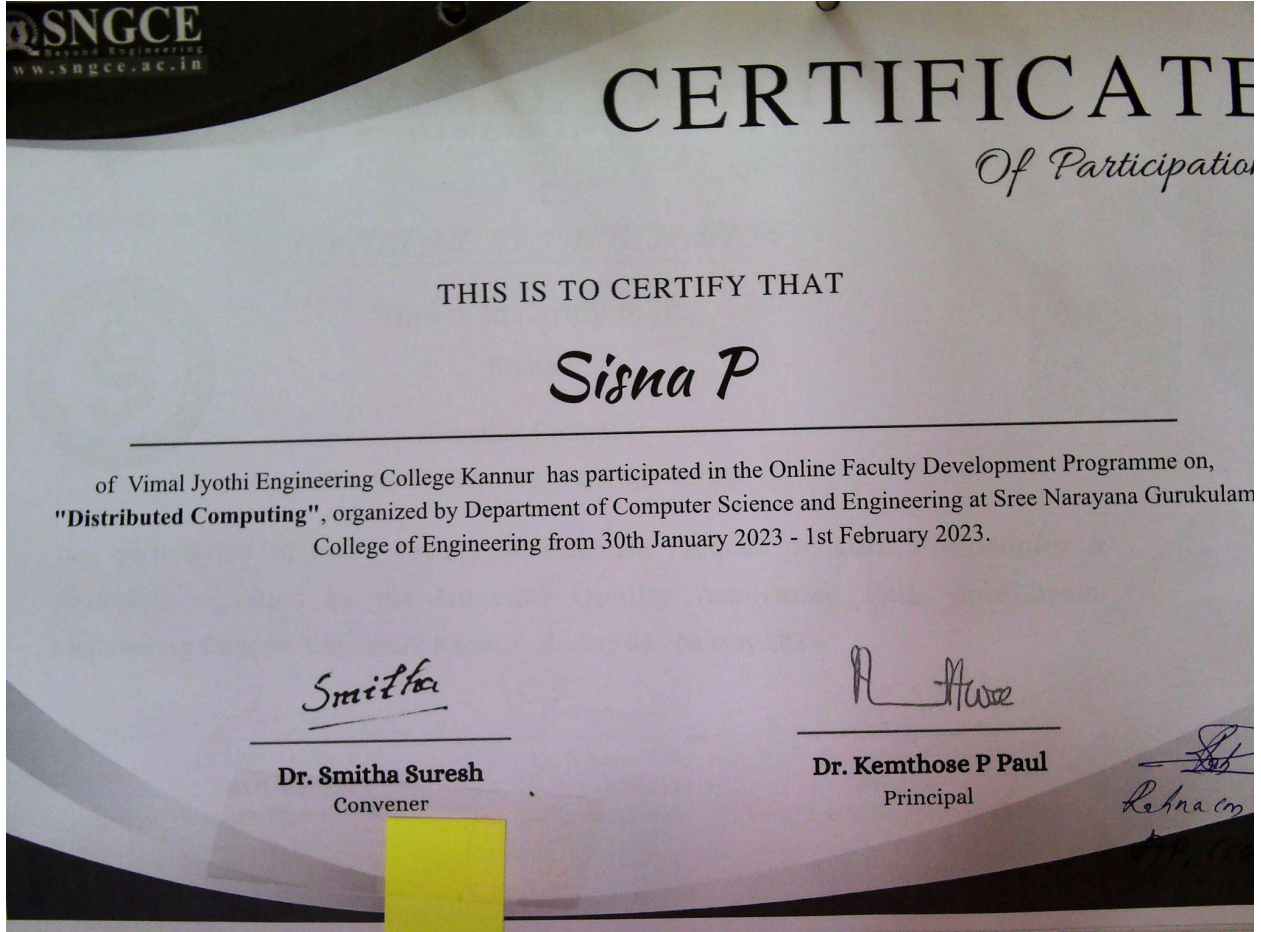 SNGCE
Beyond Engineering
www.sngce.ac.in
CERTIFICATE
Of Participation
THIS IS TO CERTIFY THAT
Sisna P
of Vimal Jyothi Engineering College Kannur has participated in the Online Faculty Development Programme on,
"Distributed Computing", organized by Department of Computer Science and Engineering at Sree Narayana Gurukulam
College of Engineering from 30th January 2023 - 1st February 2023.
Smitha
Dr. Smitha Suresh
Convener
Dr. Kemthose P Paul
Principal
Rehna cm